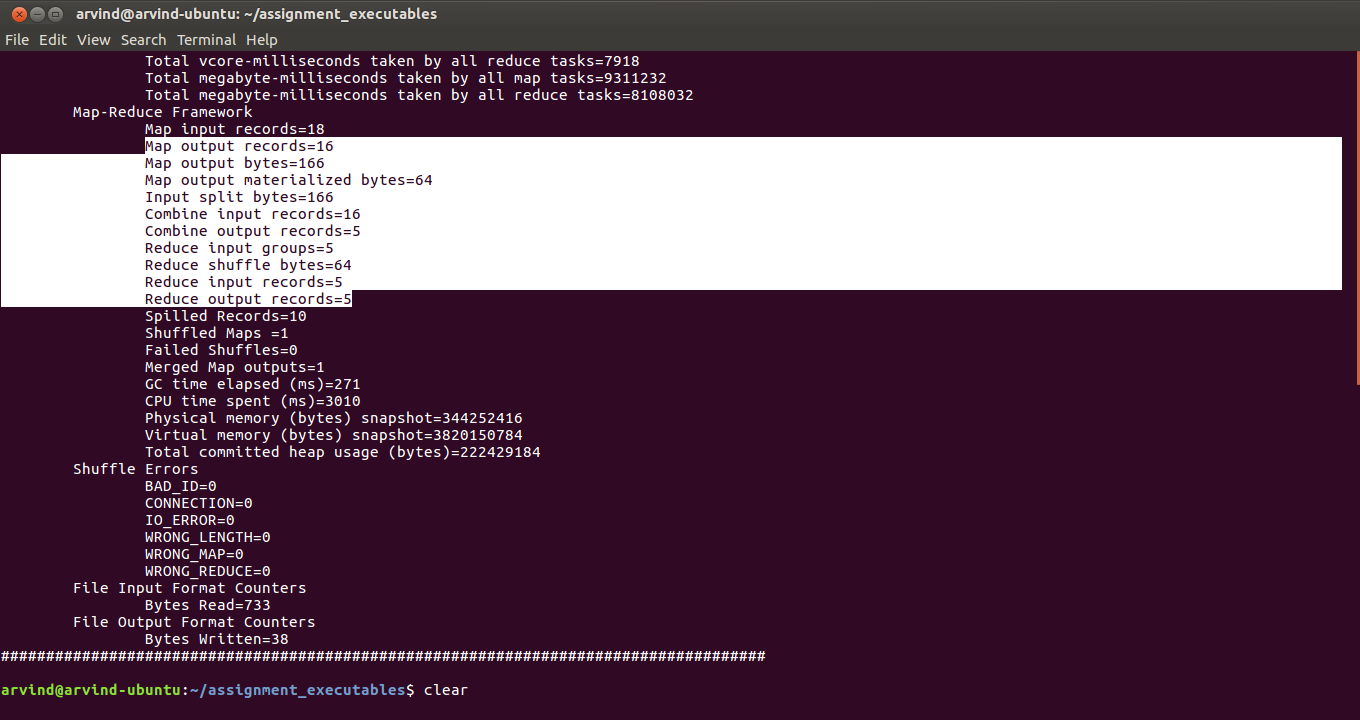 arvind@arvind-ubuntu: ~/assignment_executables
File Edit View Search Terminal Help
Total vcore-milliseconds taken by all reduce tasks=7918
Total megabyte-milliseconds taken by all map tasks=9311232
Total megabyte-milliseconds taken by all reduce tasks=8108032
Map-Reduce Framework
Map input records=18
Map output records=16
Map output bytes=166
Map output materialized bytes=64
Input split bytes=166
Combine input records=16
Combine output records=5
Reduce input groups=5
Reduce shuffle bytes=64
Reduce input records=5
Reduce output records=5
Spilled Records=10
Shuffled Maps =1
Failed Shuffles=0
Merged Map outputs=1
GC time elapsed (ms)=271
CPU time spent (ms)=3010
Physical memory (bytes) snapshot=344252416
Virtual memory (bytes) snapshot=3820150784
Total committed heap usage (bytes)=222429184
Shuffle Errors
BAD_ID=0
CONNECTION=0
IO_ERROR=0
WRONG_LENGTH=0
WRONG_MAP=0
WRONG_REDUCE=0
File Input Format Counters
Bytes Read=733
File Output Format Counters
Bytes Written=38
#####################################################################################
arvind@arvind-ubuntu:~/assignment_executables$ clear